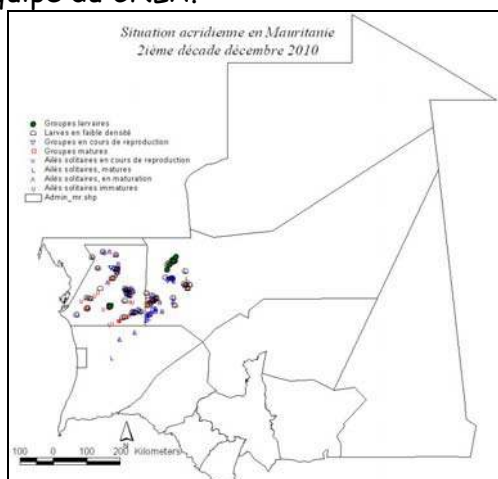 quipe du CNLA.
Situation acridienne en Mauritanie
2ième décade décembre 2010
Groupes larvaires
Larves en faible densité
Groupes en cours de reproduction
Groupes matures
Ailés solitaires en cours de reproduction
Ailés solitaires, matures
Ailés solitaires, en maturation
Ailés solitaires immatures
Admin_mr.shp
N
100 0 100 200 Kilometers